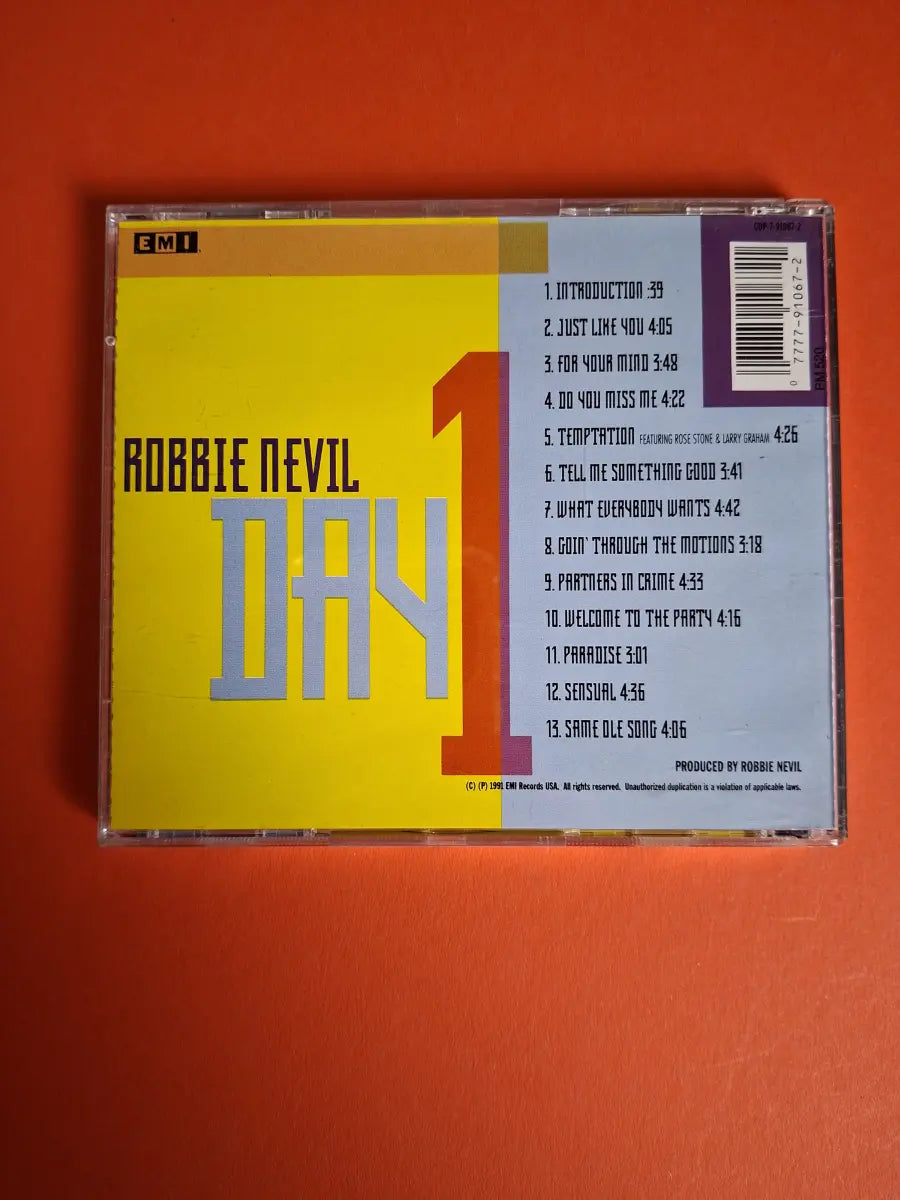 EMI
CDP-7-91067-2
0 7777-91067-2
PM 520
ROBBIE NEVIL
DAY
1
1. INTRODUCTION :39
2. JUST LIKE YOU 4:05
3. FOR YOUR MIND 3:48
4. DO YOU MISS ME 4:22
5. TEMPTATION FEATURING ROSE STONE & LARRY GRAHAM 4:26
6. TELL ME SOMETHING GOOD 3:41
7. WHAT EVERYBODY WANTS 4:42
8. GOIN' THROUGH THE MOTIONS 3:18
9. PARTNERS IN CRIME 4:33
10. WELCOME TO THE PARTY 4:16
11. PARADISE 3:01
12. SENSUAL 4:36
13. SAME OLE SONG 4:06
PRODUCED BY ROBBIE NEVIL
(C) (P) 1991 EMI Records USA. All rights reserved. Unauthorized duplication is a violation of applicable laws.